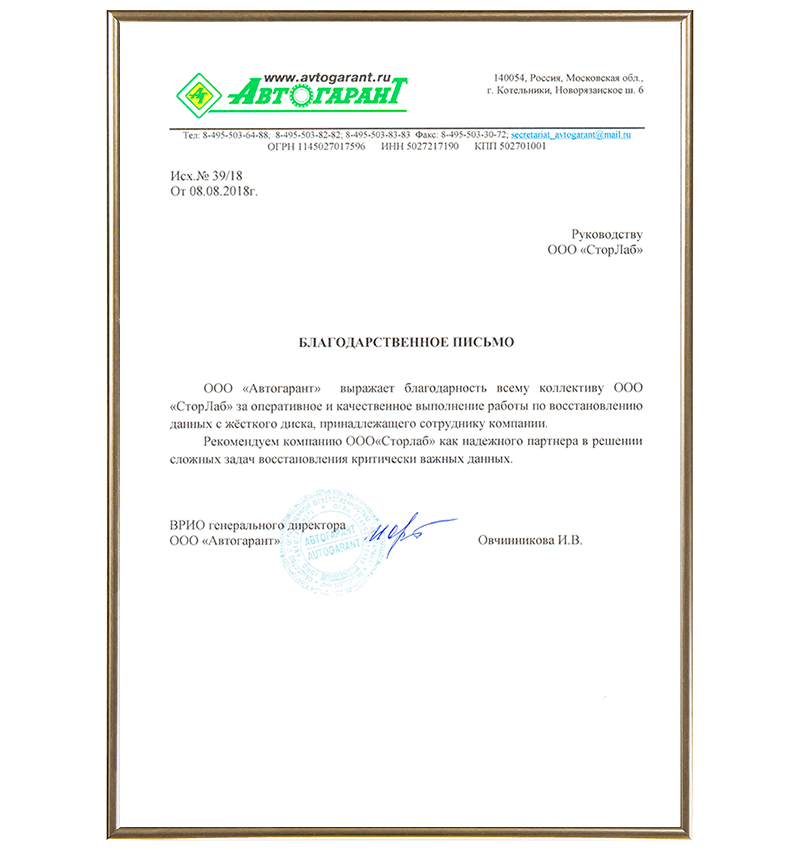 www.avtogarant.ru
АГ АВТОГАРАНТ
140054, Россия, Московская обл.,
г. Котельники, Новорязанское ш. 6
Тел: 8-495-503-64-88; 8-495-503-82-82; 8-495-503-83-83 Факс: 8-495-503-30-72; secretariat_avtogarant@mail.ru
ОГРН 1145027017596 ИНН 5027217190 КПП 502701001
Исх.№ 39/18
От 08.08.2018г.
Руководству
ООО «СторЛаб»
БЛАГОДАРСТВЕННОЕ ПИСЬМО
ООО «Автогарант» выражает благодарность всему коллективу ООО
«СторЛаб» за оперативное и качественное выполнение работы по восстановлению
данных с жёсткого диска, принадлежащего сотруднику компании.
Рекомендуем компанию ООО«Сторлаб» как надежного партнера в решении
сложных задач восстановления критически важных данных.
ВРИО генерального директора
ООО «Автогарант»
Овчинникова И.В.
АВТОГАРАНТ
AUTOGARANT